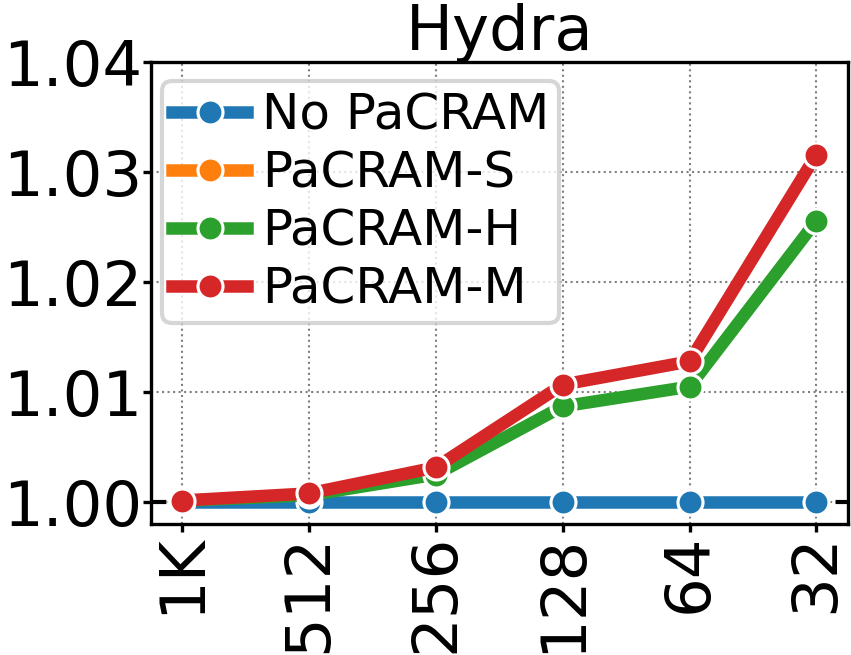 Hydra
1.04
1.03
1.02
1.01
1.00
No PaCRAM
PaCRAM-S
PaCRAM-H
PaCRAM-M
1K
512
256
128
64
32